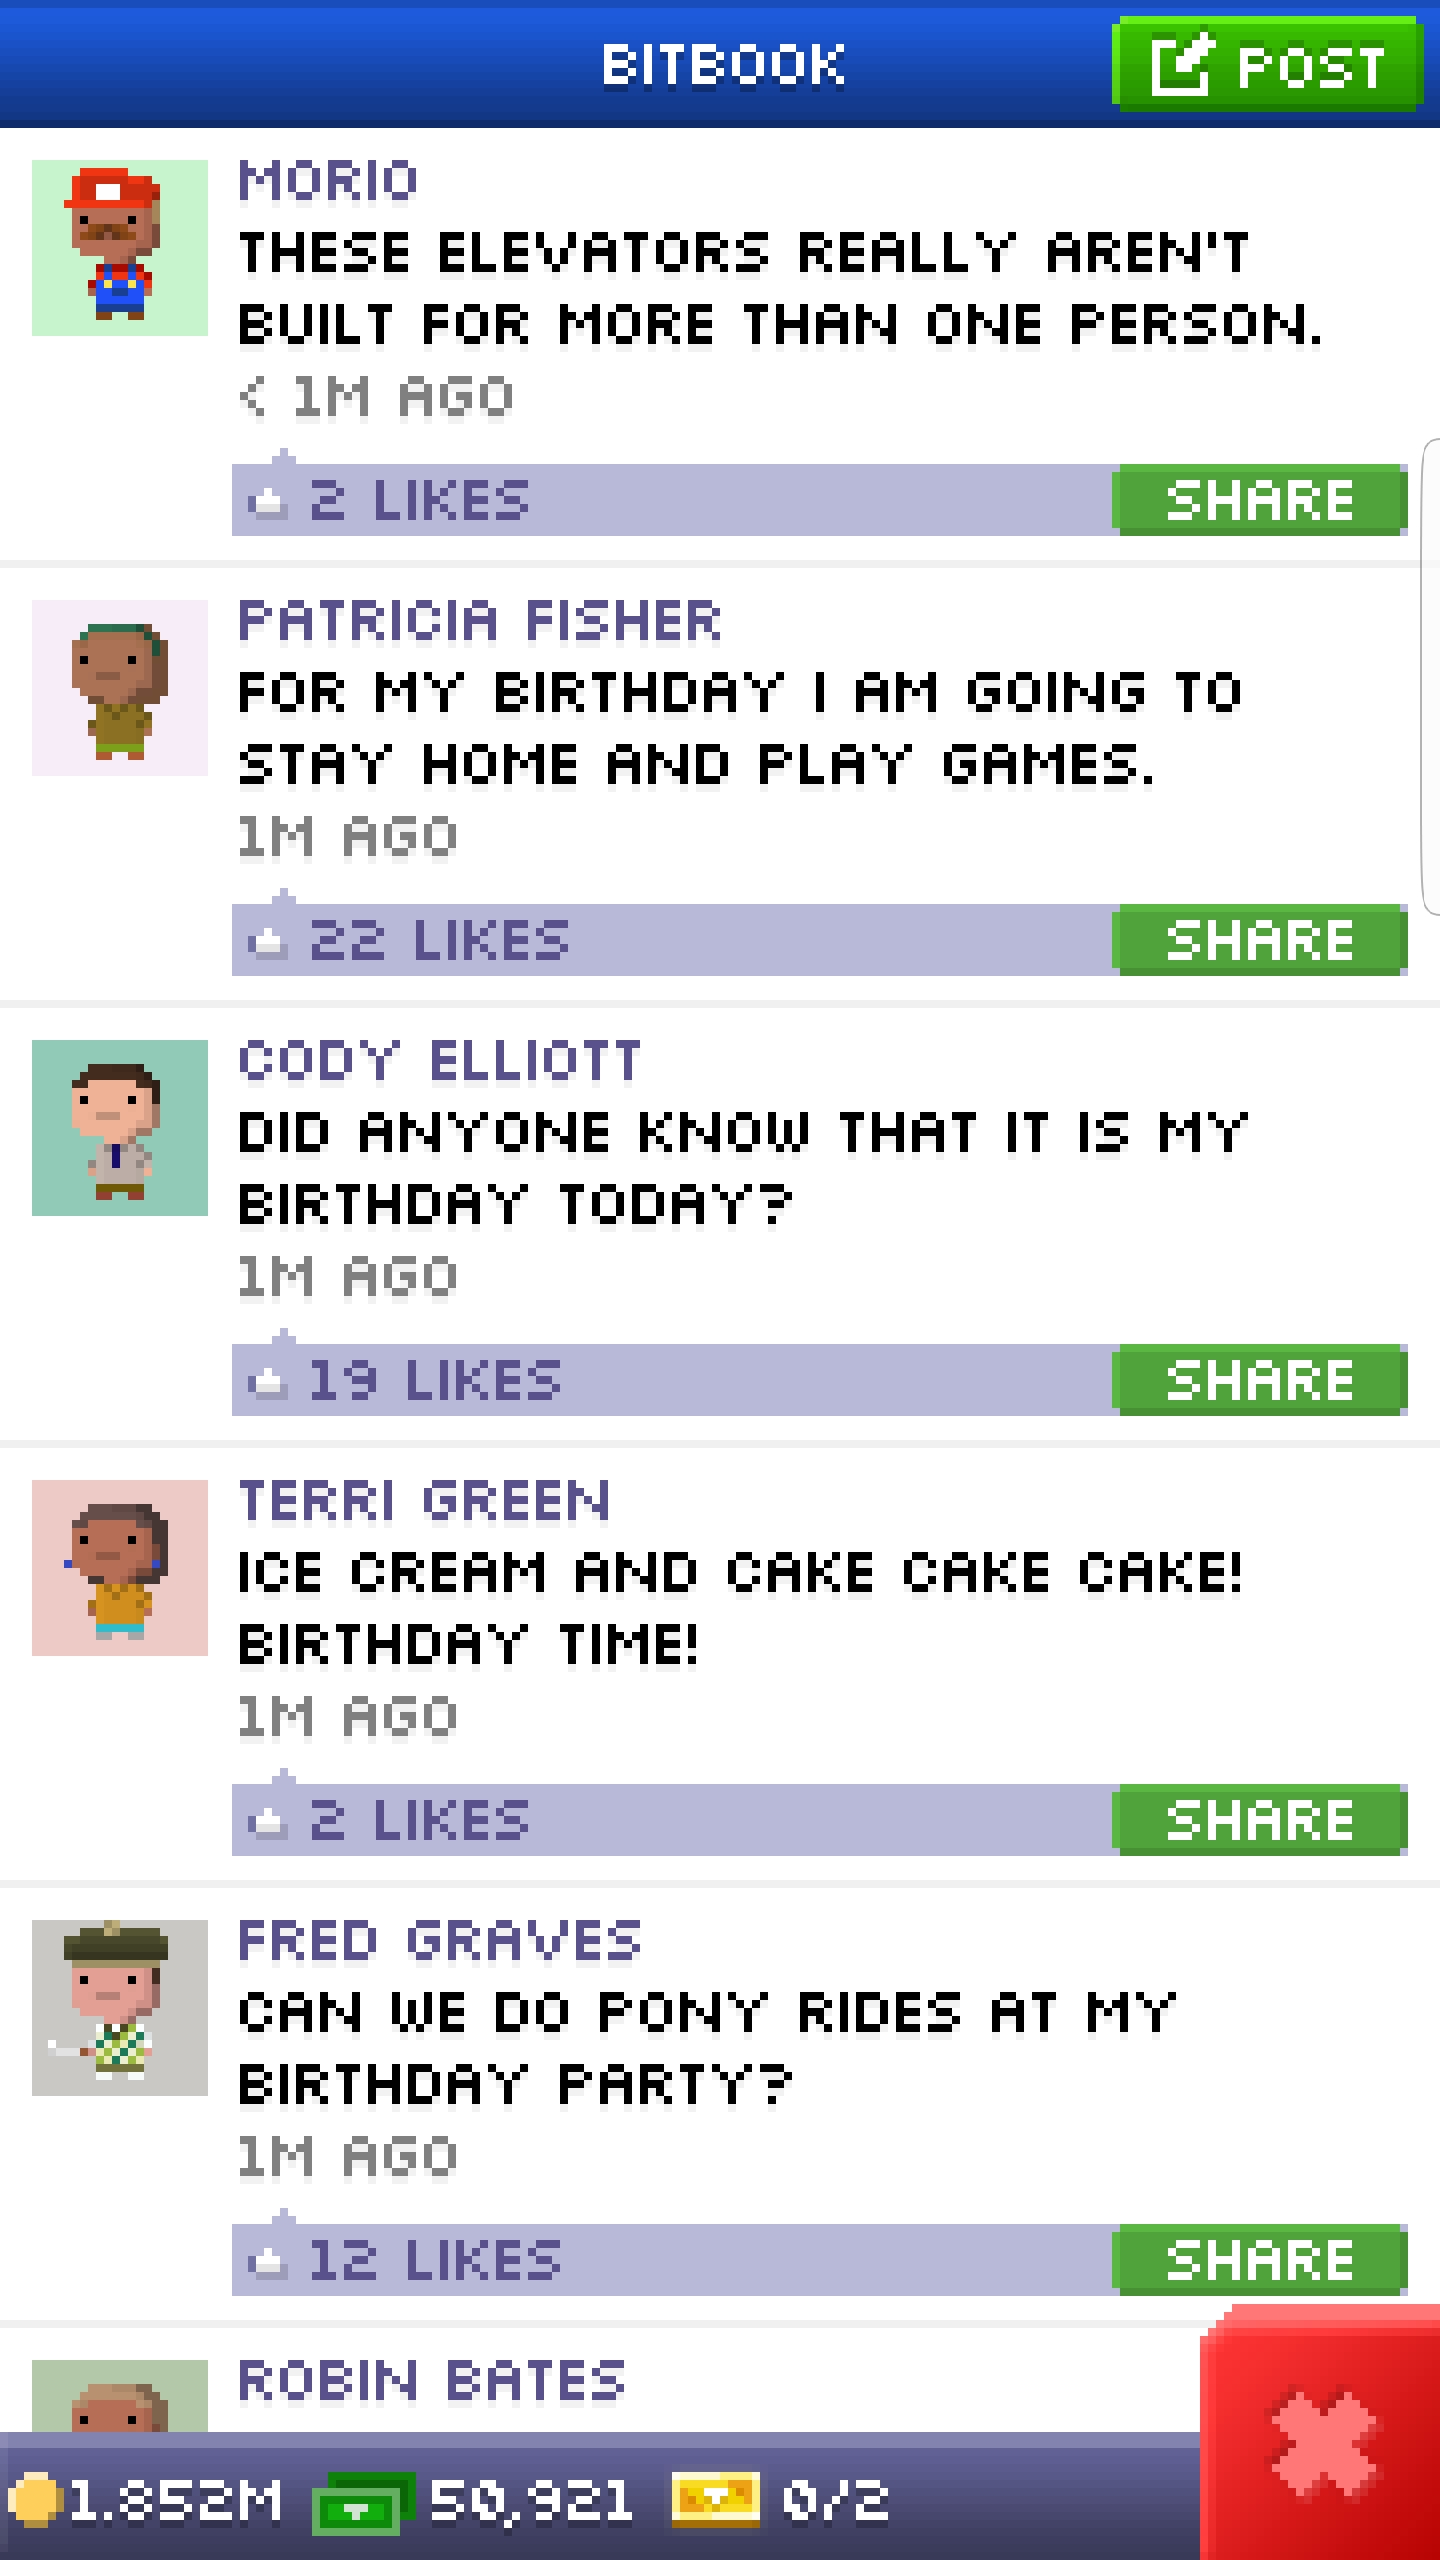 BITBOOK
POST
MORIO
THESE ELEVATORS REALLY AREN'T
BUILT FOR MORE THAN ONE PERSON.
< 1M AGO
2 LIKES
SHARE
PATRICIA FISHER
FOR MY BIRTHDAY I AM GOING TO
STAY HOME AND PLAY GAMES.
1M AGO
22 LIKES
SHARE
CODY ELLIOTT
DID ANYONE KNOW THAT IT IS MY
BIRTHDAY TODAY?
1M AGO
19 LIKES
SHARE
TERRI GREEN
ICE CREAM AND CAKE CAKE CAKE!
BIRTHDAY TIME!
1M AGO
2 LIKES
SHARE
FRED GRAVES
CAN WE DO PONY RIDES AT MY
BIRTHDAY PARTY?
1M AGO
12 LIKES
SHARE
ROBIN BATES
1.852M 50,921 0/2